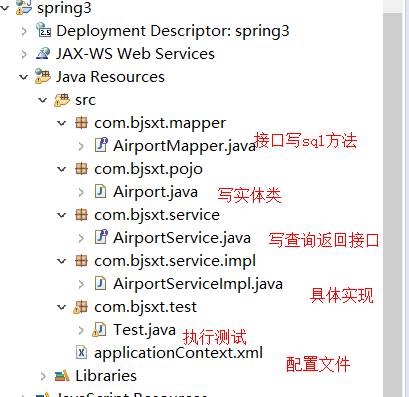 spring3
Deployment Descriptor: spring3
JAX-WS Web Services
Java Resources
src
com.bjsxt.mapper
AirportMapper.java 接口写sql方法
com.bjsxt.pojo
Airport.java 写实体类
com.bjsxt.service
AirportService.java 写查询返回接口
com.bjsxt.service.impl
AirportServiceImpl.java 具体实现
com.bjsxt.test
Test.java 执行测试
applicationContext.xml 配置文件
Libraries